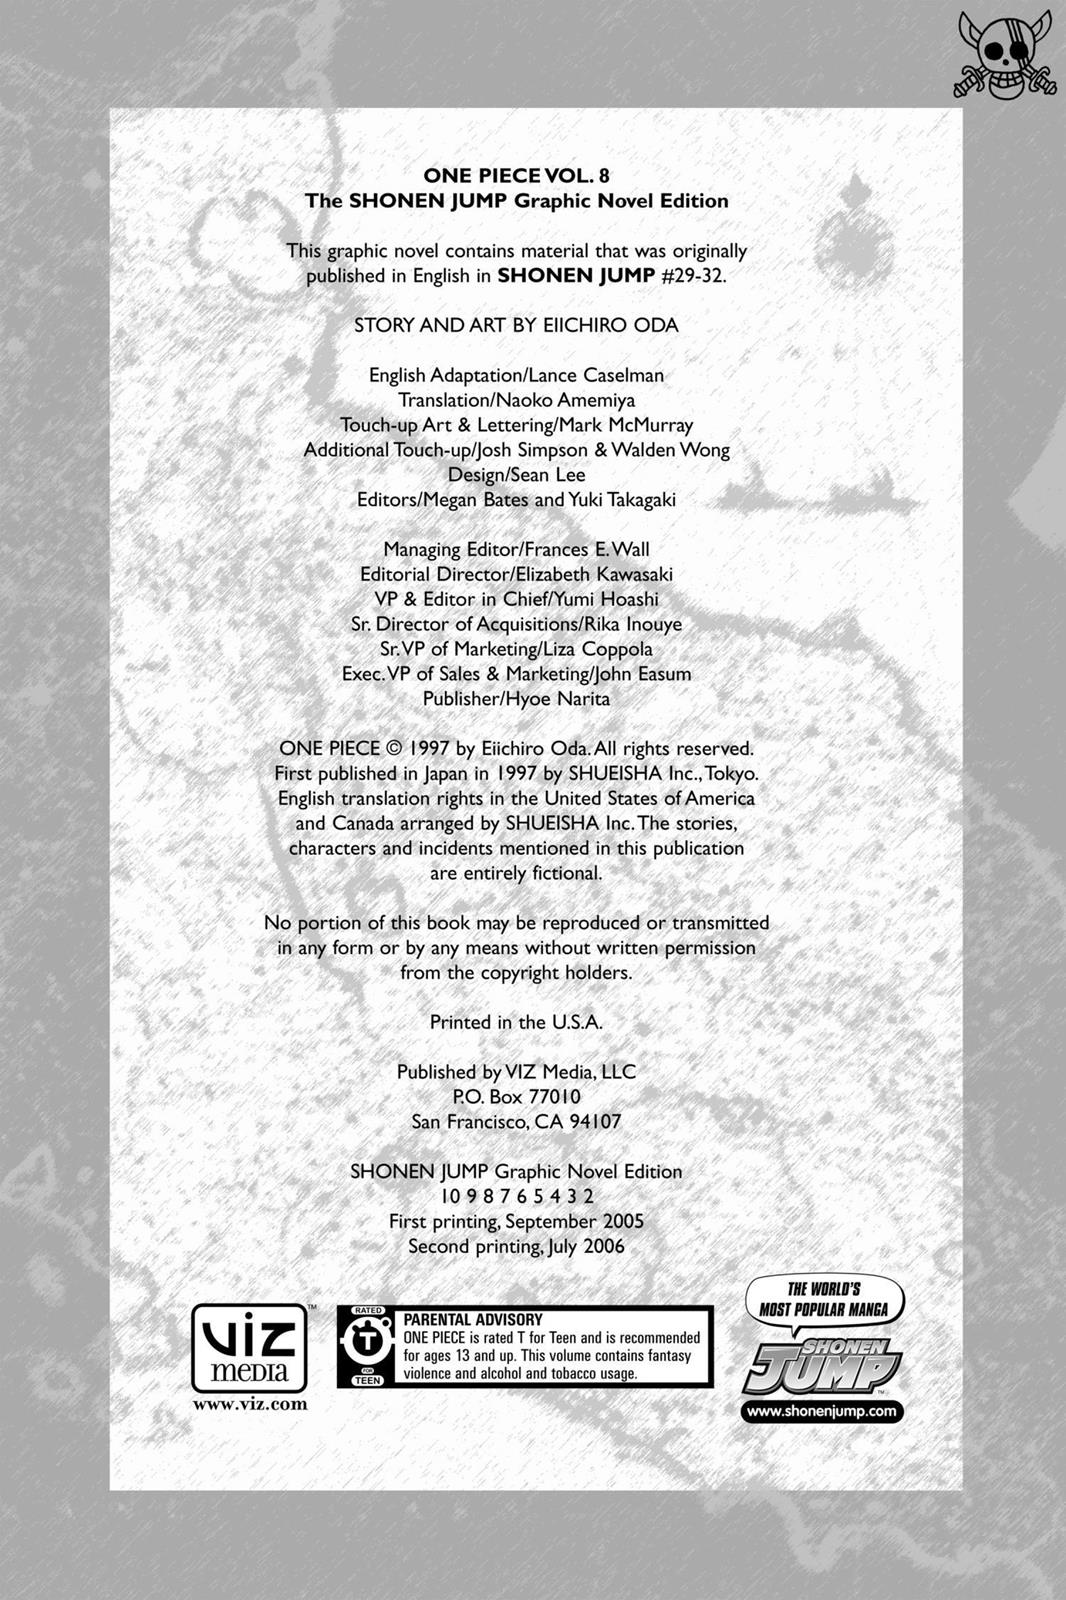 ONE PIECE VOL. 8
The SHONEN JUMP Graphic Novel Edition
This graphic novel contains material that was originally
published in English in SHONEN JUMP #29-32.
STORY AND ART BY EIICHIRO ODA
English Adaptation/Lance Caselman
Translation/Naoko Amemiya
Touch-up Art & Lettering/Mark McMurray
Additional Touch-up/Josh Simpson & Walden Wong
Design/Sean Lee
Editors/Megan Bates and Yuki Takagaki
Managing Editor/Frances E. Wall
Editorial Director/Elizabeth Kawasaki
VP & Editor in Chief/Yumi Hoashi
Sr. Director of Acquisitions/Rika Inouye
Sr. VP of Marketing/Liza Coppola
Exec. VP of Sales & Marketing/John Easum
Publisher/Hyoe Narita
ONE PIECE © 1997 by Eiichiro Oda. All rights reserved.
First published in Japan in 1997 by SHUEISHA Inc., Tokyo.
English translation rights in the United States of America
and Canada arranged by SHUEISHA Inc. The stories,
characters and incidents mentioned in this publication
are entirely fictional.
No portion of this book may be reproduced or transmitted
in any form or by any means without written permission
from the copyright holders.
Printed in the U.S.A.
Published by VIZ Media, LLC
P.O. Box 77010
San Francisco, CA 94107
SHONEN JUMP Graphic Novel Edition
10 9 8 7 6 5 4 3 2
First printing, September 2005
Second printing, July 2006
VIZ ™
MEDIA
www.viz.com
RATED
T
FOR
TEEN
PARENTAL ADVISORY
ONE PIECE is rated T for Teen and is recommended
for ages 13 and up. This volume contains fantasy
violence and alcohol and tobacco usage.
THE WORLD'S
MOST POPULAR MANGA
SHONEN
JUMP ™
www.shonenjump.com